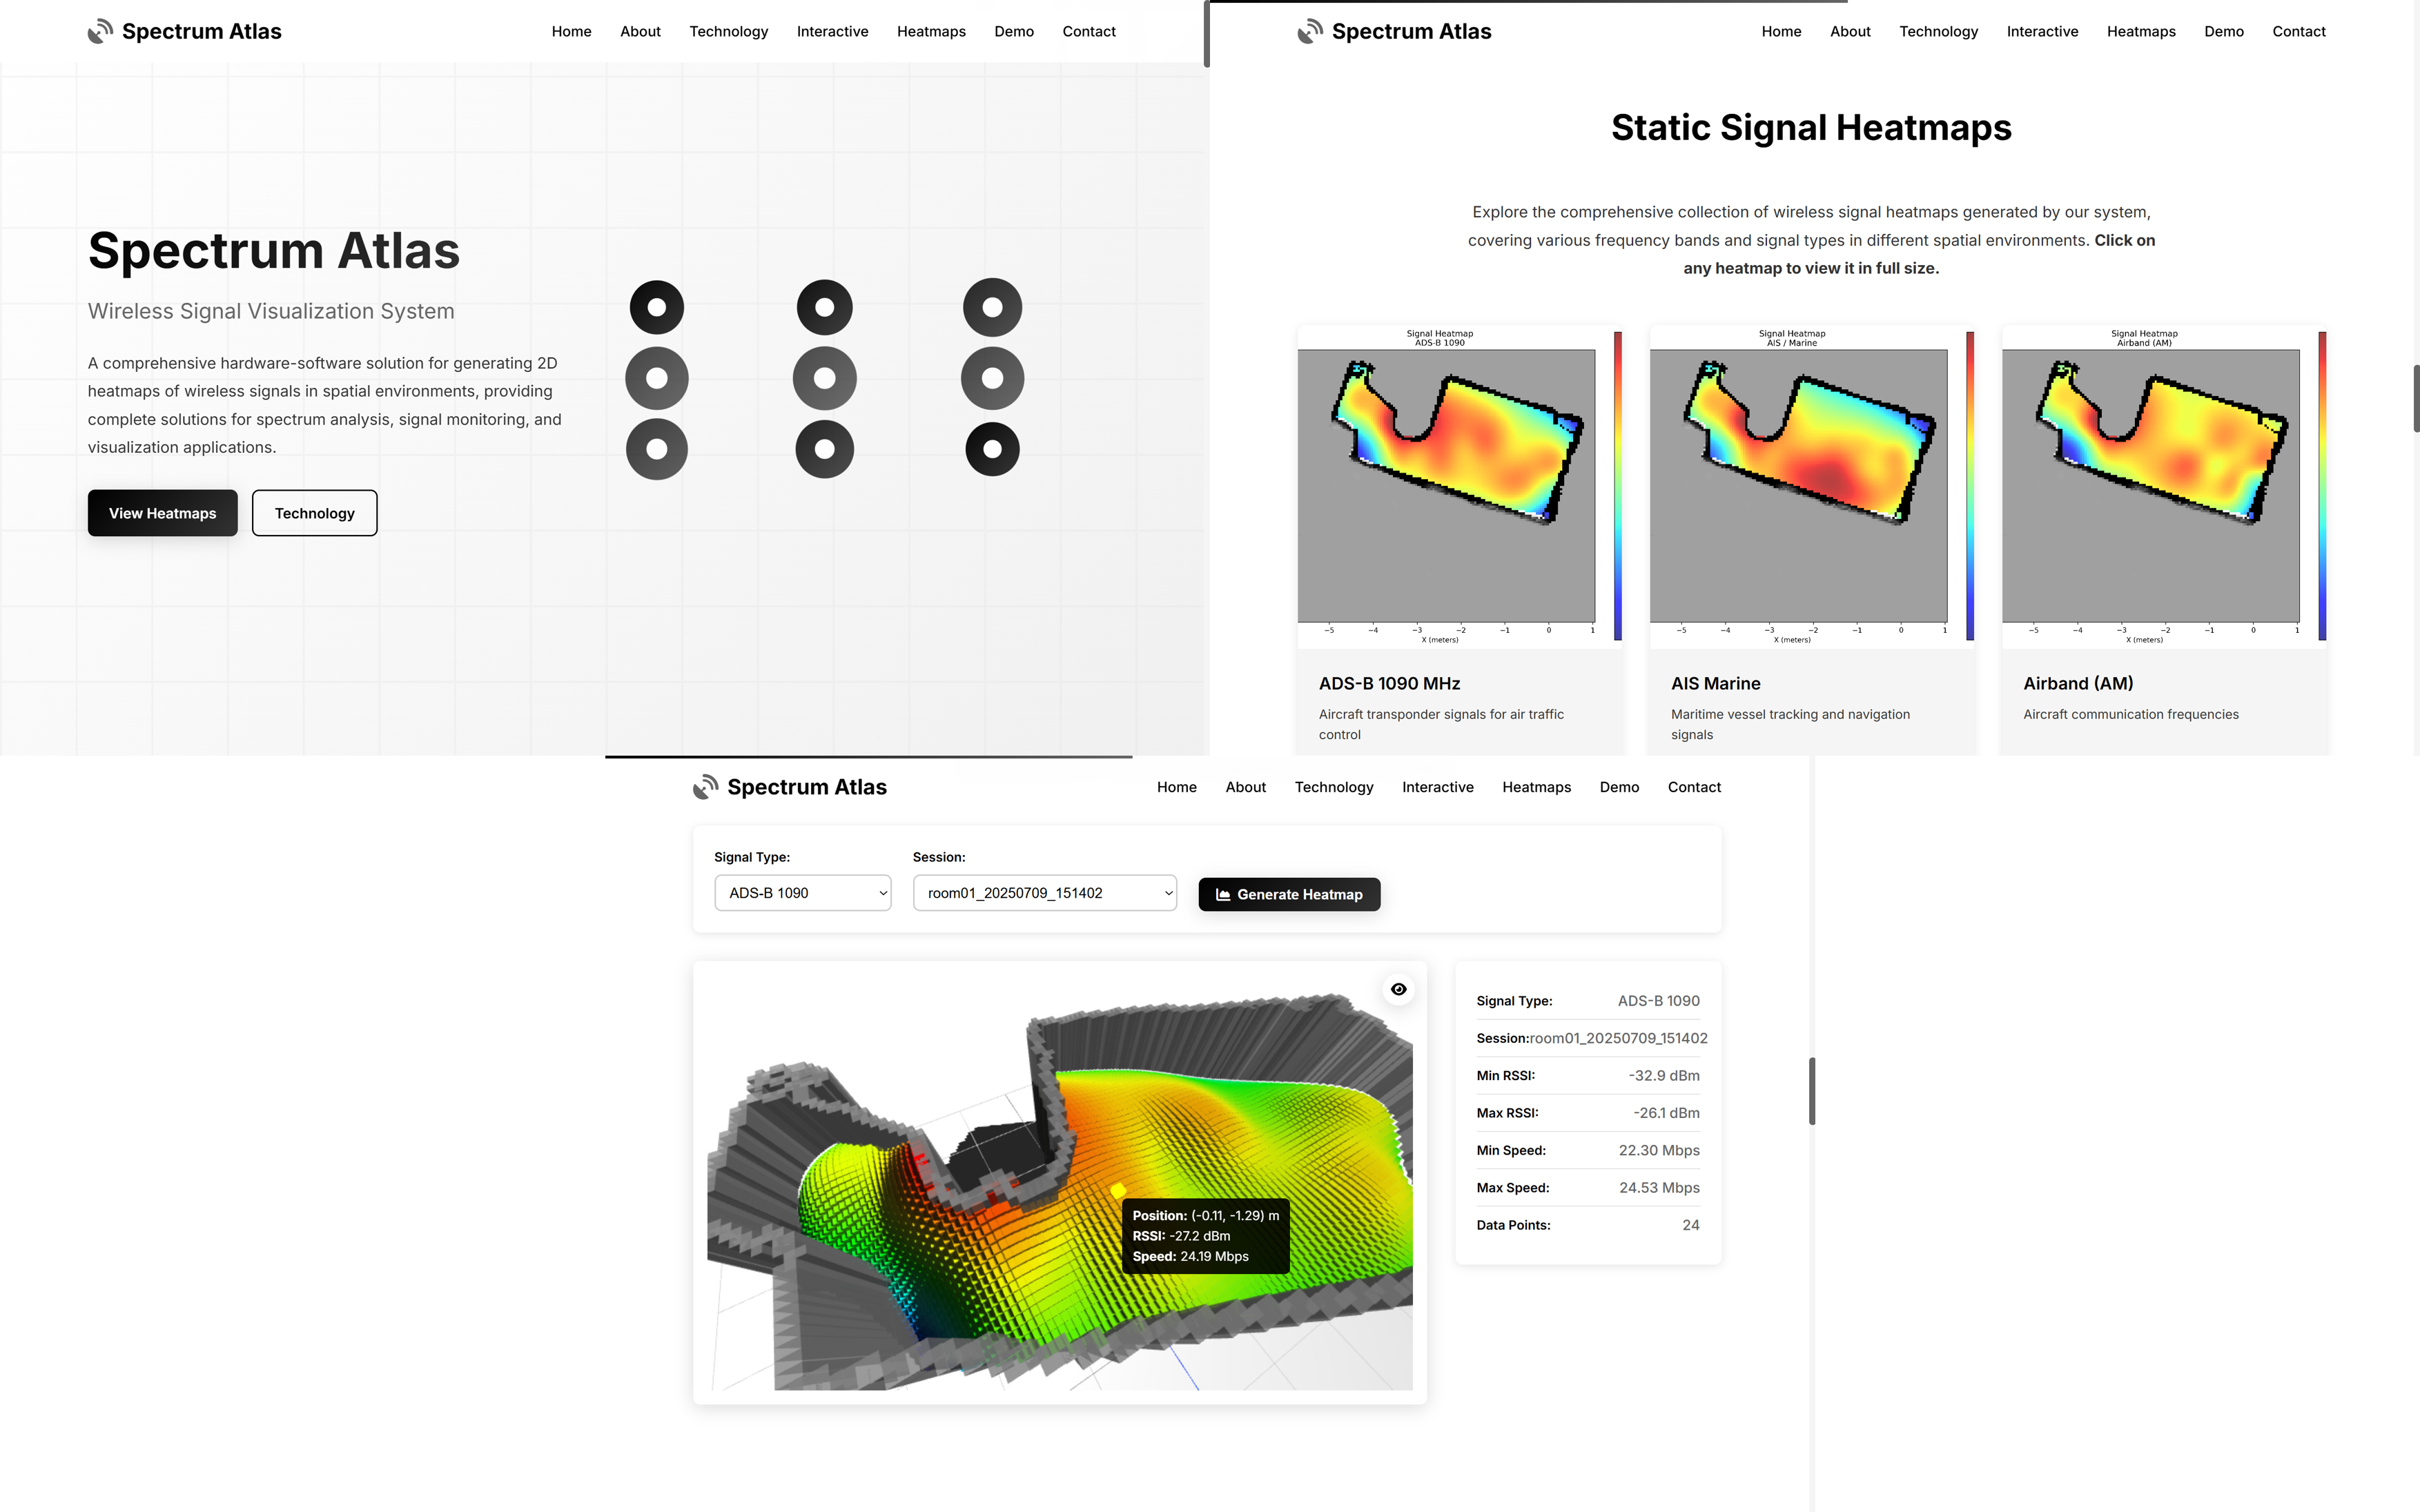 Spectrum Atlas
Home About Technology Interactive Heatmaps Demo Contact
Spectrum Atlas
Wireless Signal Visualization System
A comprehensive hardware-software solution for generating 2D
heatmaps of wireless signals in spatial environments, providing
complete solutions for spectrum analysis, signal monitoring, and
visualization applications.
View Heatmaps
Technology
Spectrum Atlas
Home About Technology Interactive Heatmaps Demo Contact
Static Signal Heatmaps
Explore the comprehensive collection of wireless signal heatmaps generated by our system,
covering various frequency bands and signal types in different spatial environments. Click on
any heatmap to view it in full size.
Signal Heatmap
ADS-B 1090
−5 −4 −3 −2 −1 0 1
X (meters)
ADS-B 1090 MHz
Aircraft transponder signals for air traffic
control
Signal Heatmap
AIS / Marine
−5 −4 −3 −2 −1 0 1
X (meters)
AIS Marine
Maritime vessel tracking and navigation
signals
Signal Heatmap
Airband (AM)
−5 −4 −3 −2 −1 0 1
X (meters)
Airband (AM)
Aircraft communication frequencies
Spectrum Atlas
Home About Technology Interactive Heatmaps Demo Contact
Signal Type:
ADS-B 1090
Session:
room01_20250709_151402
Generate Heatmap
Position: (-0.11, -1.29) m
RSSI: -27.2 dBm
Speed: 24.19 Mbps
Signal Type: ADS-B 1090
Session: room01_20250709_151402
Min RSSI: -32.9 dBm
Max RSSI: -26.1 dBm
Min Speed: 22.30 Mbps
Max Speed: 24.53 Mbps
Data Points: 24